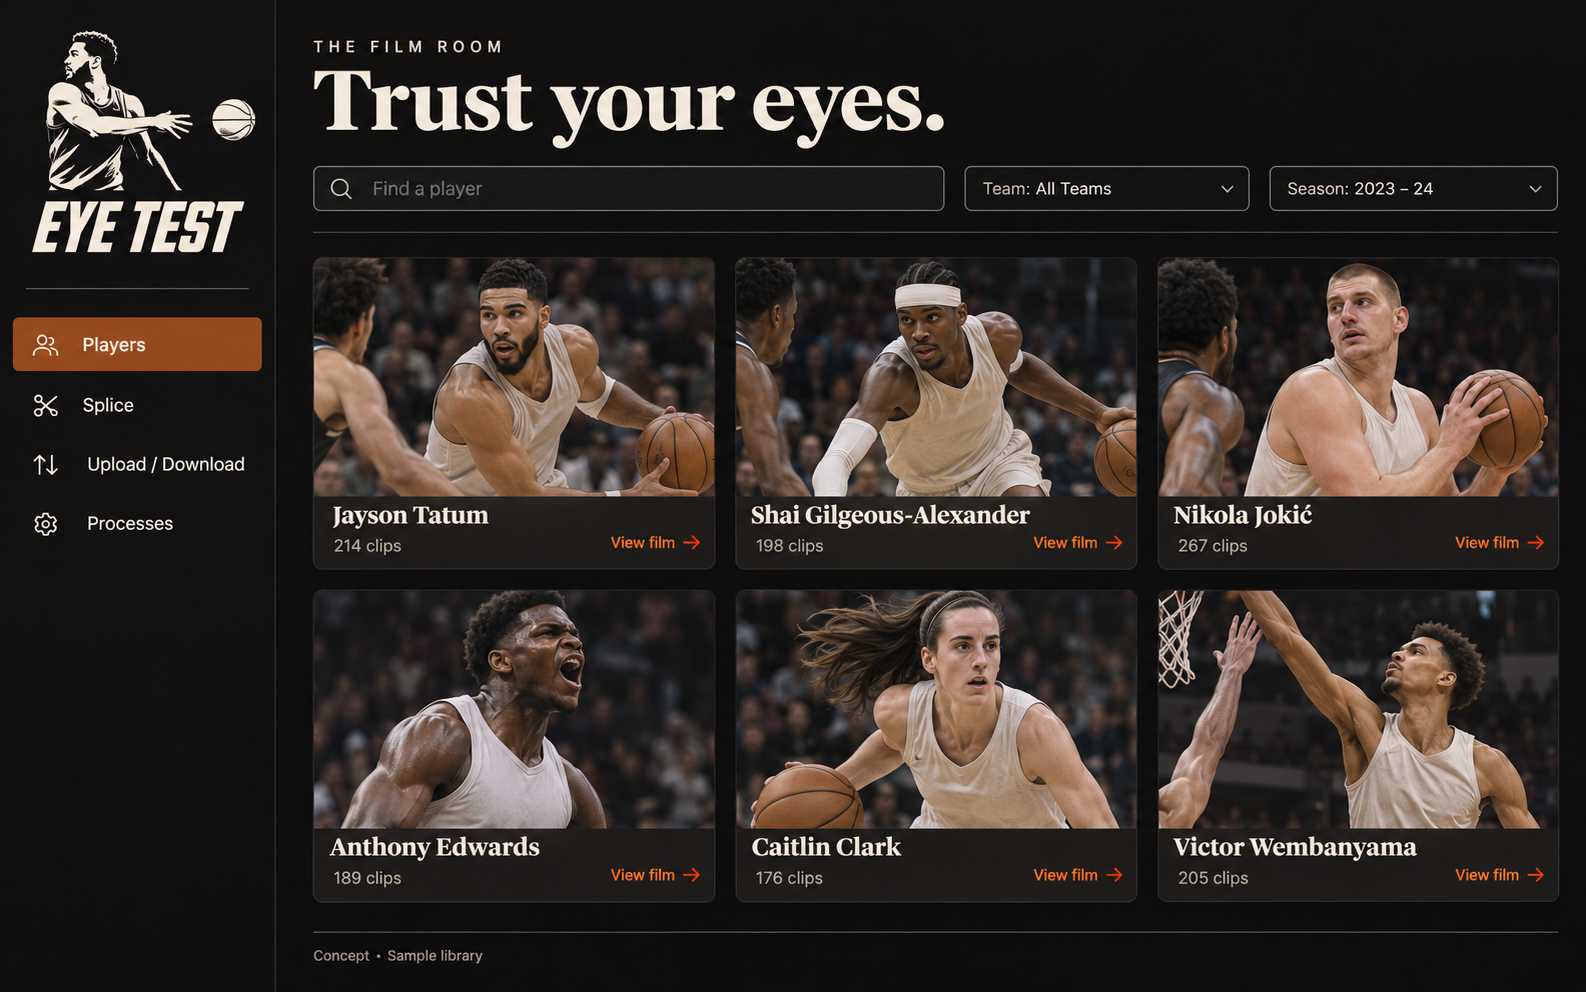 EYE TEST
Players
Splice
Upload / Download
Processes
THE FILM ROOM
Trust your eyes.
Find a player
Team: All Teams
Season: 2023 – 24
Jayson Tatum
214 clips
View film →
Shai Gilgeous-Alexander
198 clips
View film →
Nikola Jokić
267 clips
View film →
Anthony Edwards
189 clips
View film →
Caitlin Clark
176 clips
View film →
Victor Wembanyama
205 clips
View film →
Concept • Sample library